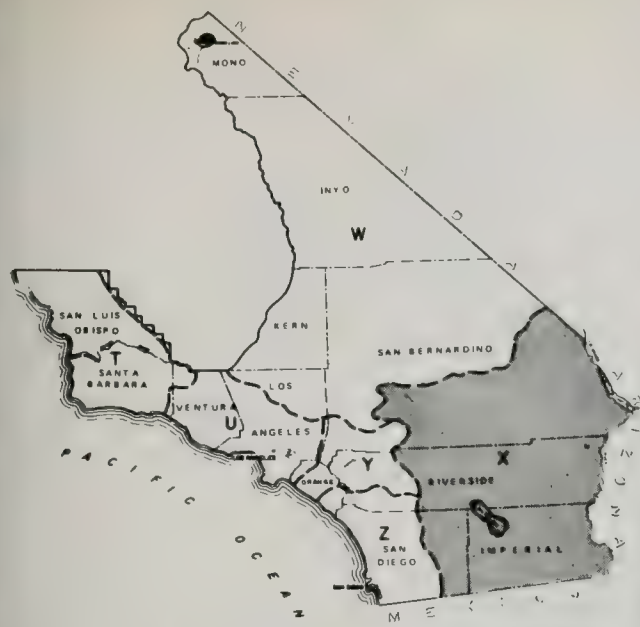 NEVADA
MONO
INYO
W
KERN
SAN LUIS
OBISPO
T
SANTA
BARBARA
SAN BERNARDINO
LOS
ANGELES
VENTURA
U
ORANGE
Y
X
RIVERSIDE
Z
SAN
DIEGO
IMPERIAL
PACIFIC OCEAN